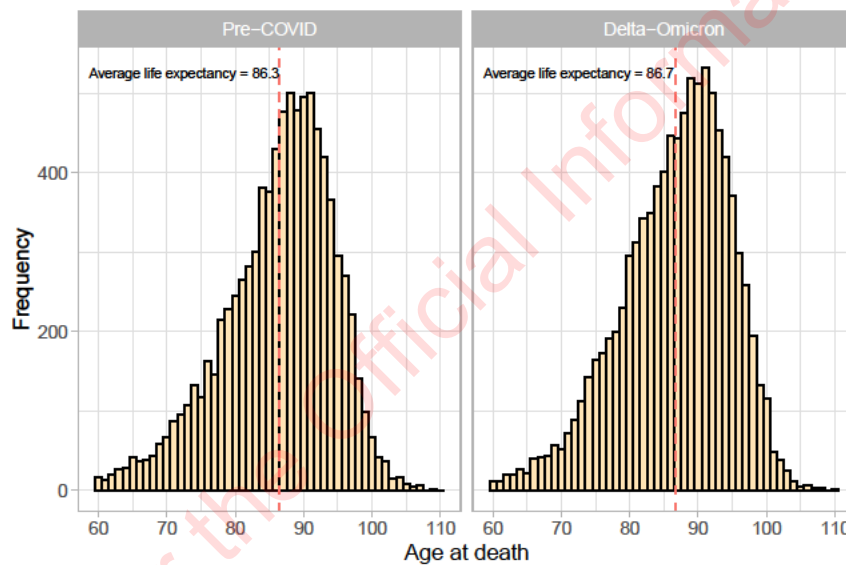 Pre-COVID
Delta-Omicron
Average life expectancy = 86.3
Average life expectancy = 86.7
Frequency
400
200
0
60 70 80 90 100 110
60 70 80 90 100 110
Age at death
f the Official Informa